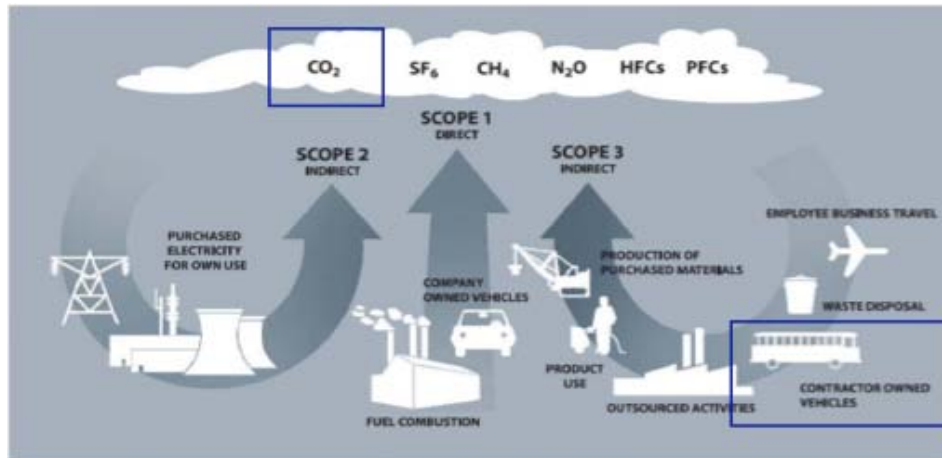 CO₂ SF₆ CH₄ N₂O HFCs PFCs
SCOPE 1
DIRECT
SCOPE 2
INDIRECT
SCOPE 3
INDIRECT
PURCHASED
ELECTRICITY
FOR OWN USE
COMPANY
OWNED VEHICLES
FUEL COMBUSTION
PRODUCTION OF
PURCHASED MATERIALS
PRODUCT
USE
OUTSOURCED ACTIVITIES
EMPLOYEE BUSINESS TRAVEL
WASTE DISPOSAL
CONTRACTOR OWNED
VEHICLES